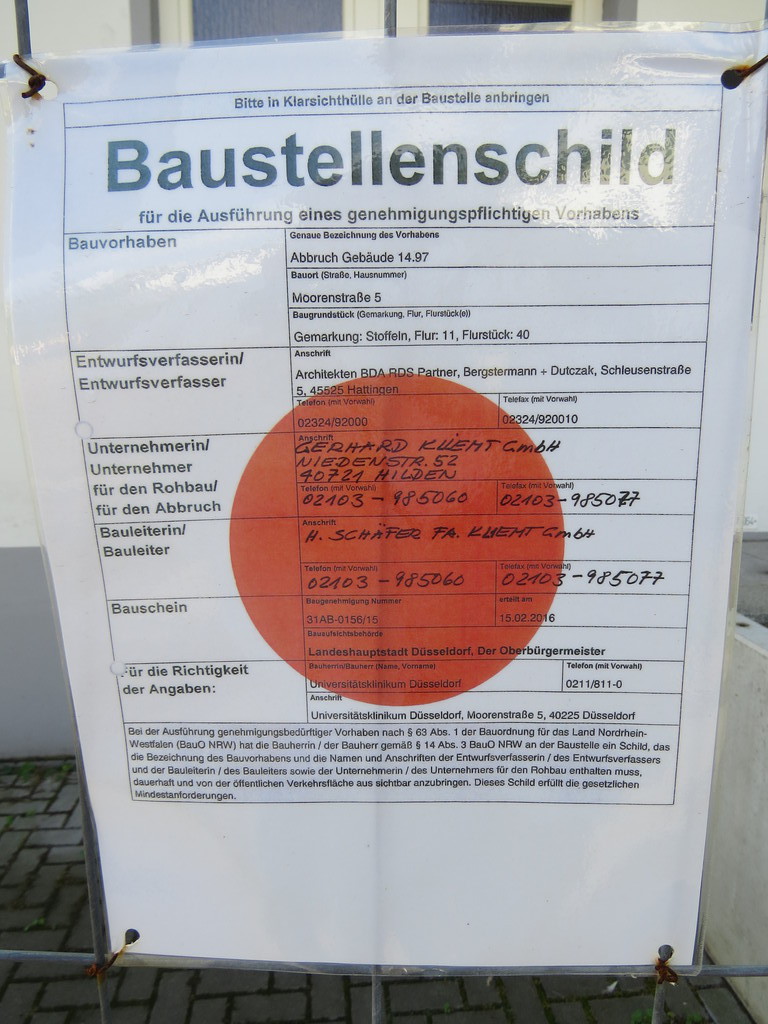 Bitte in Klarsichthülle an der Baustelle anbringen
Baustellenschild
für die Ausführung eines genehmigungspflichtigen Vorhabens
Bauvorhaben
Genaue Bezeichnung des Vorhabens
Abbruch Gebäude 14.97
Bauort (Straße, Hausnummer)
Moorenstraße 5
Baugrundstück (Gemarkung, Flur, Flurstück(e))
Gemarkung: Stoffeln, Flur: 11, Flurstück: 40
Entwurfsverfasserin/
Entwurfsverfasser
Anschrift
Architekten BDA RDS Partner, Bergstermann + Dutczak, Schleusenstraße
5, 45525 Hattingen
Telefon (mit Vorwahl) Telefax (mit Vorwahl)
02324/92000 02324/920010
Unternehmerin/
Unternehmer
für den Rohbau/
für den Abbruch
Anschrift
GERHARD KLIEMT GmbH
NIEDENSTR. 52
40721 HILDEN
Telefon (mit Vorwahl) Telefax (mit Vorwahl)
02103-985060 02103-985077
Bauleiterin/
Bauleiter
Anschrift
H. SCHÄFER FA. KLIEMT GmbH
Telefon (mit Vorwahl) Telefax (mit Vorwahl)
02103-985060 02103-985077
Bauschein
Baugenehmigung Nummer erteilt am
31AB-0156/15 15.02.2016
Bauaufsichtsbehörde
Landeshauptstadt Düsseldorf, Der Oberbürgermeister
Für die Richtigkeit
der Angaben:
Bauherrin/Bauherr (Name, Vorname) Telefon (mit Vorwahl)
Universitätsklinikum Düsseldorf 0211/811-0
Anschrift
Universitätsklinikum Düsseldorf, Moorenstraße 5, 40225 Düsseldorf
Bei der Ausführung genehmigungsbedürftiger Vorhaben nach § 63 Abs. 1 der Bauordnung für das Land Nordrhein-
Westfalen (BauO NRW) hat die Bauherrin / der Bauherr gemäß § 14 Abs. 3 BauO NRW an der Baustelle ein Schild, das
die Bezeichnung des Bauvorhabens und die Namen und Anschriften der Entwurfsverfasserin / des Entwurfsverfassers
und der Bauleiterin / des Bauleiters sowie der Unternehmerin / des Unternehmers für den Rohbau enthalten muss,
dauerhaft und von der öffentlichen Verkehrsfläche aus sichtbar anzubringen. Dieses Schild erfüllt die gesetzlichen
Mindestanforderungen.